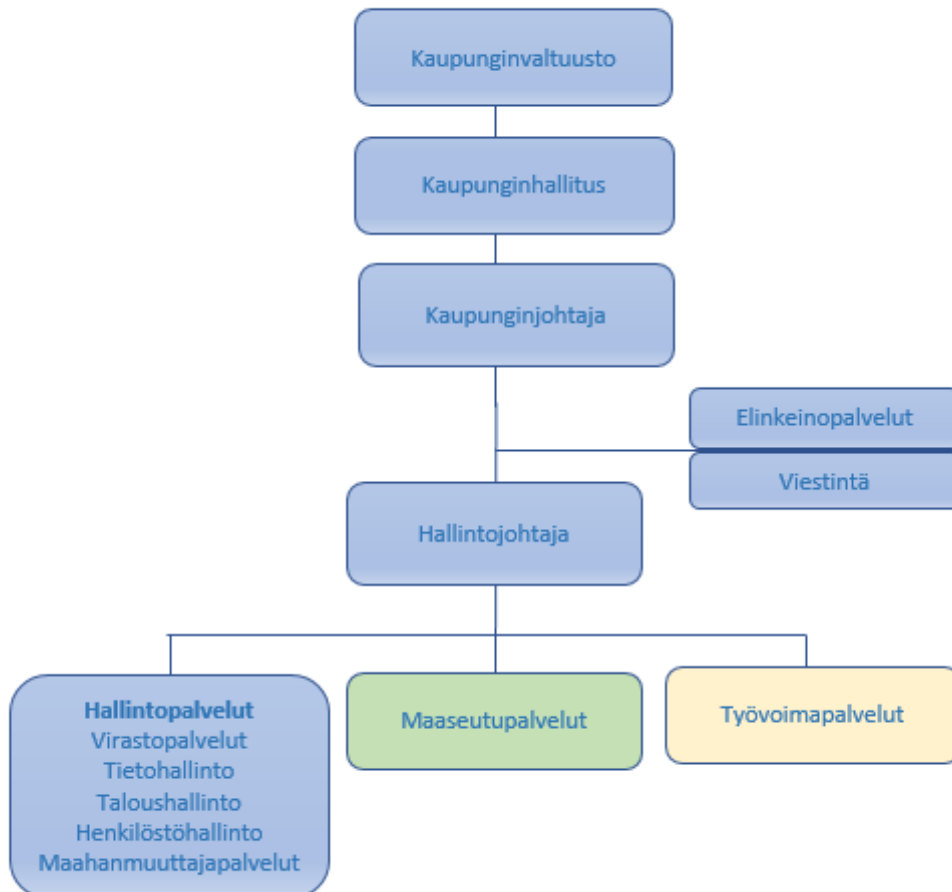 Kaupunginvaltuusto
Kaupunginhallitus
Kaupunginjohtaja
Elinkeinopalvelut
Viestintä
Hallintojohtaja
Hallintopalvelut
Virastopalvelut
Tietohallinto
Taloushallinto
Henkilöstöhallinto
Maahanmuuttajapalvelut
Maaseutupalvelut
Työvoimapalvelut